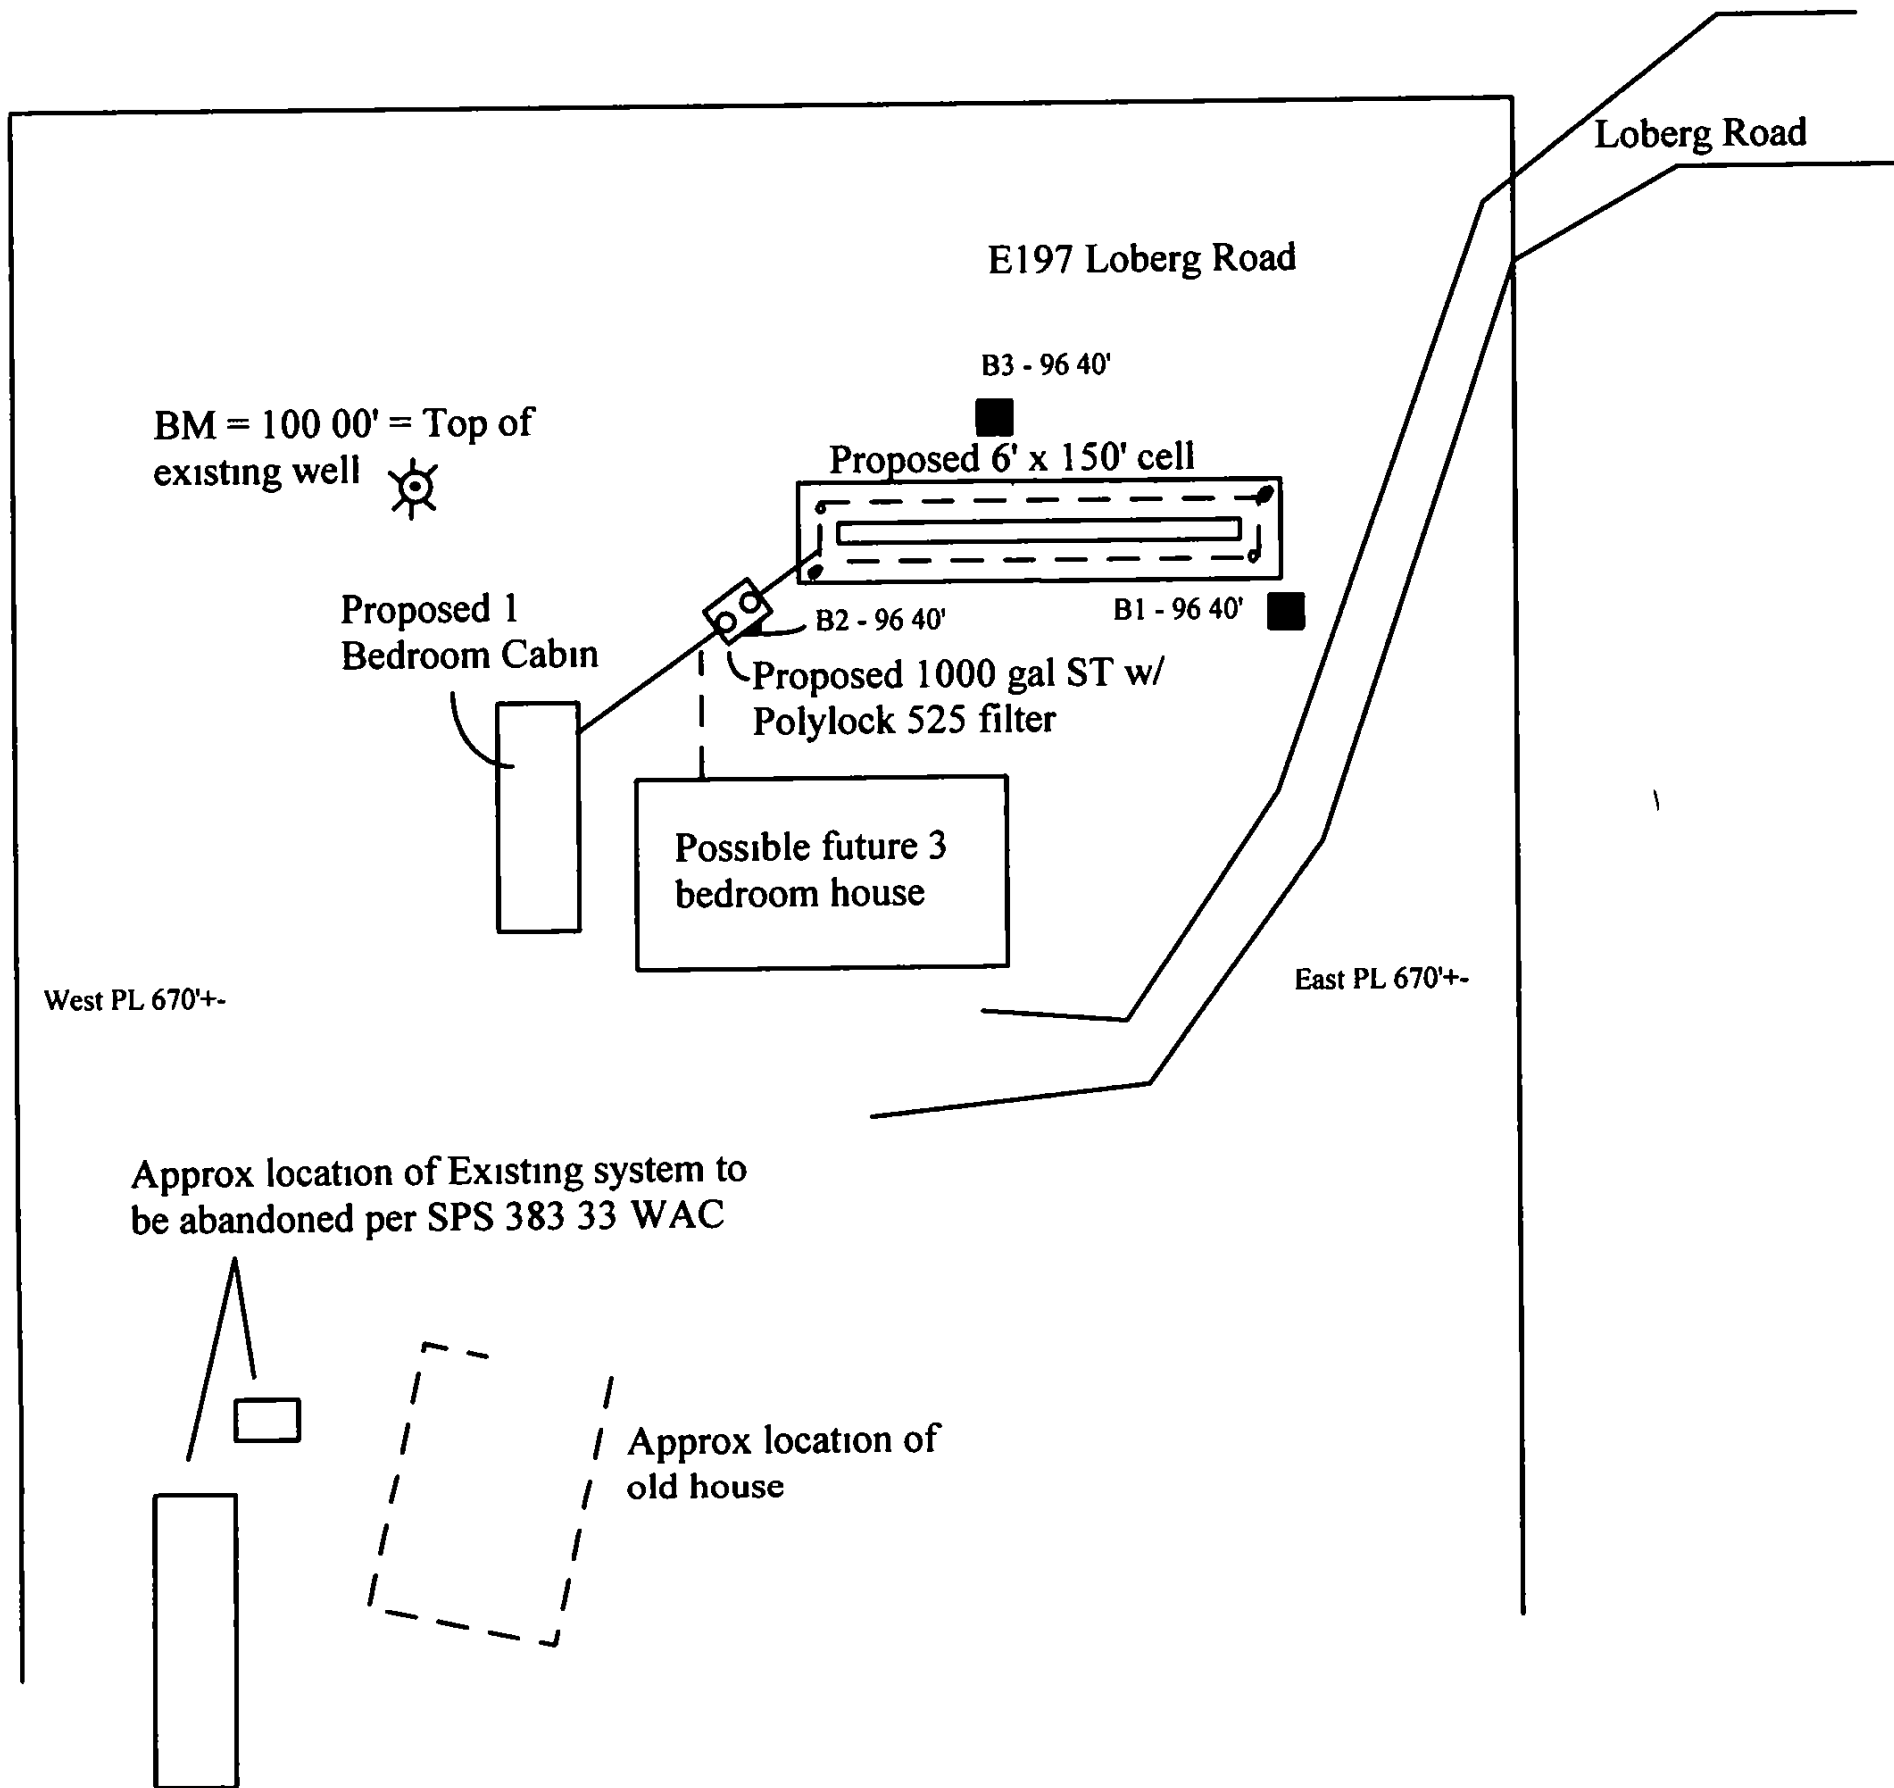 Loberg Road
E197 Loberg Road
B3 - 96 40'
BM = 100 00' = Top of
existing well
Proposed 6' x 150' cell
Proposed 1
Bedroom Cabin
B2 - 96 40'
B1 - 96 40'
Proposed 1000 gal ST w/
Polylock 525 filter
Possible future 3
bedroom house
West PL 670'+-
East PL 670'+-
Approx location of Existing system to
be abandoned per SPS 383 33 WAC
Approx location of
old house